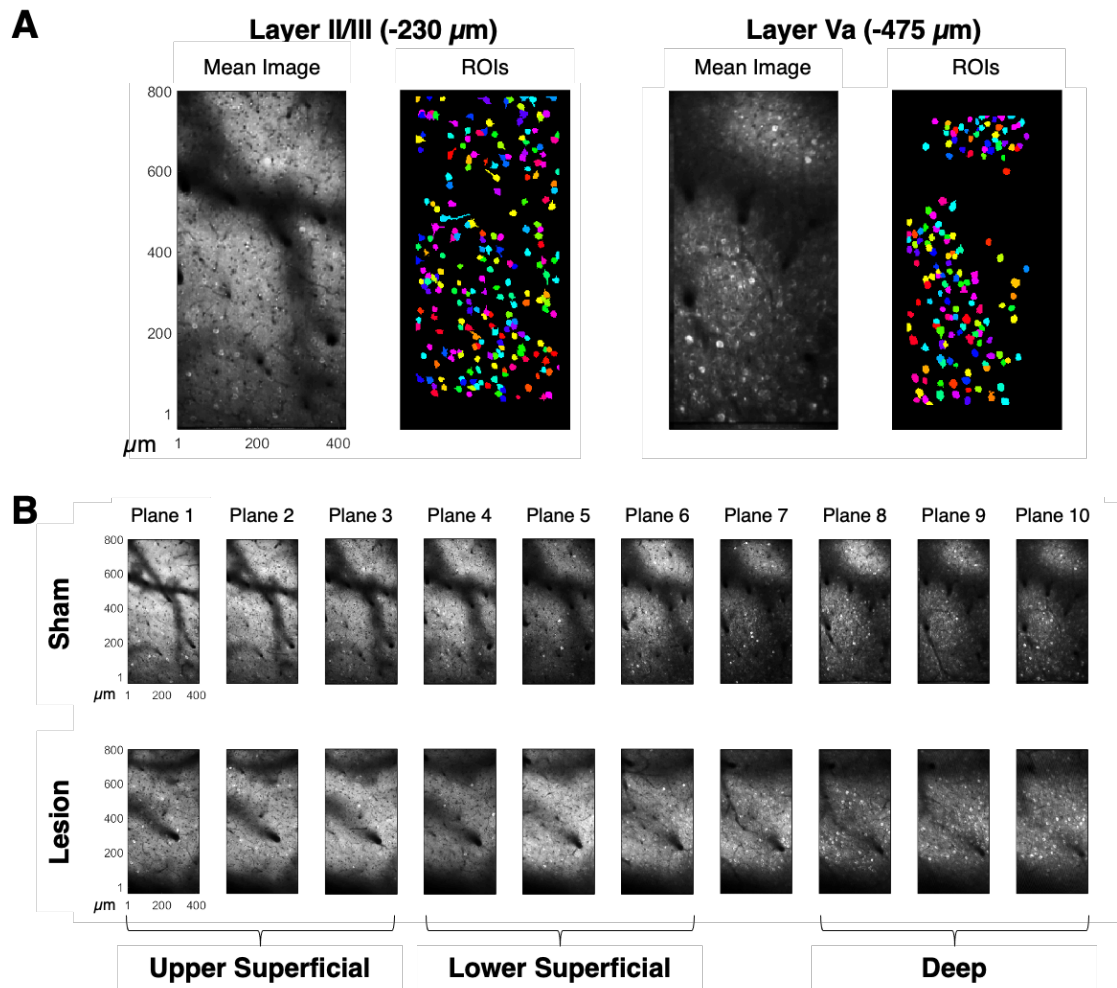 A
Layer II/III (-230 µm)
Layer Va (-475 µm)
Mean Image
ROIs
Mean Image
ROIs
800
600
400
200
1
µm
1 200 400
B
Plane 1 Plane 2 Plane 3 Plane 4 Plane 5 Plane 6 Plane 7 Plane 8 Plane 9 Plane 10
Sham
800
600
400
200
1
µm 1 200 400
Lesion
800
600
400
200
1
µm 1 200 400
Upper Superficial
Lower Superficial
Deep